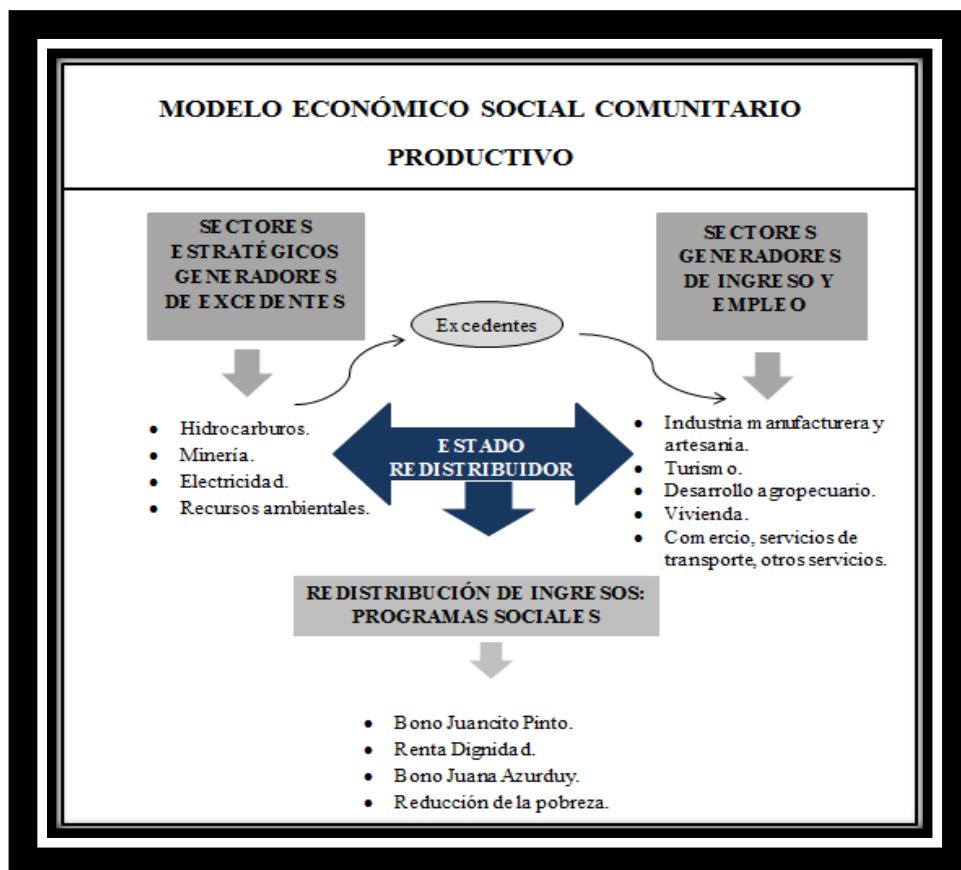 MODELO ECONÓMICO SOCIAL COMUNITARIO
PRODUCTIVO
SECTORES
ESTRATÉGICOS
GENERADORES
DE EXCEDENTES
SECTORES
GENERADORES
DE INGRESO Y
EMPLEO
Excedentes
• Hidrocarburos.
• Minería.
• Electricidad.
• Recursos ambientales.
ESTADO
REDISTRIBUIDOR
• Industria manufacturera y
artesanía.
• Turismo.
• Desarrollo agropecuario.
• Vivienda.
• Comercio, servicios de
transporte, otros servicios.
REDISTRIBUCIÓN DE INGRESOS:
PROGRAMAS SOCIALES
• Bono Juancito Pinto.
• Renta Dignidad.
• Bono Juana Azurduy.
• Reducción de la pobreza.